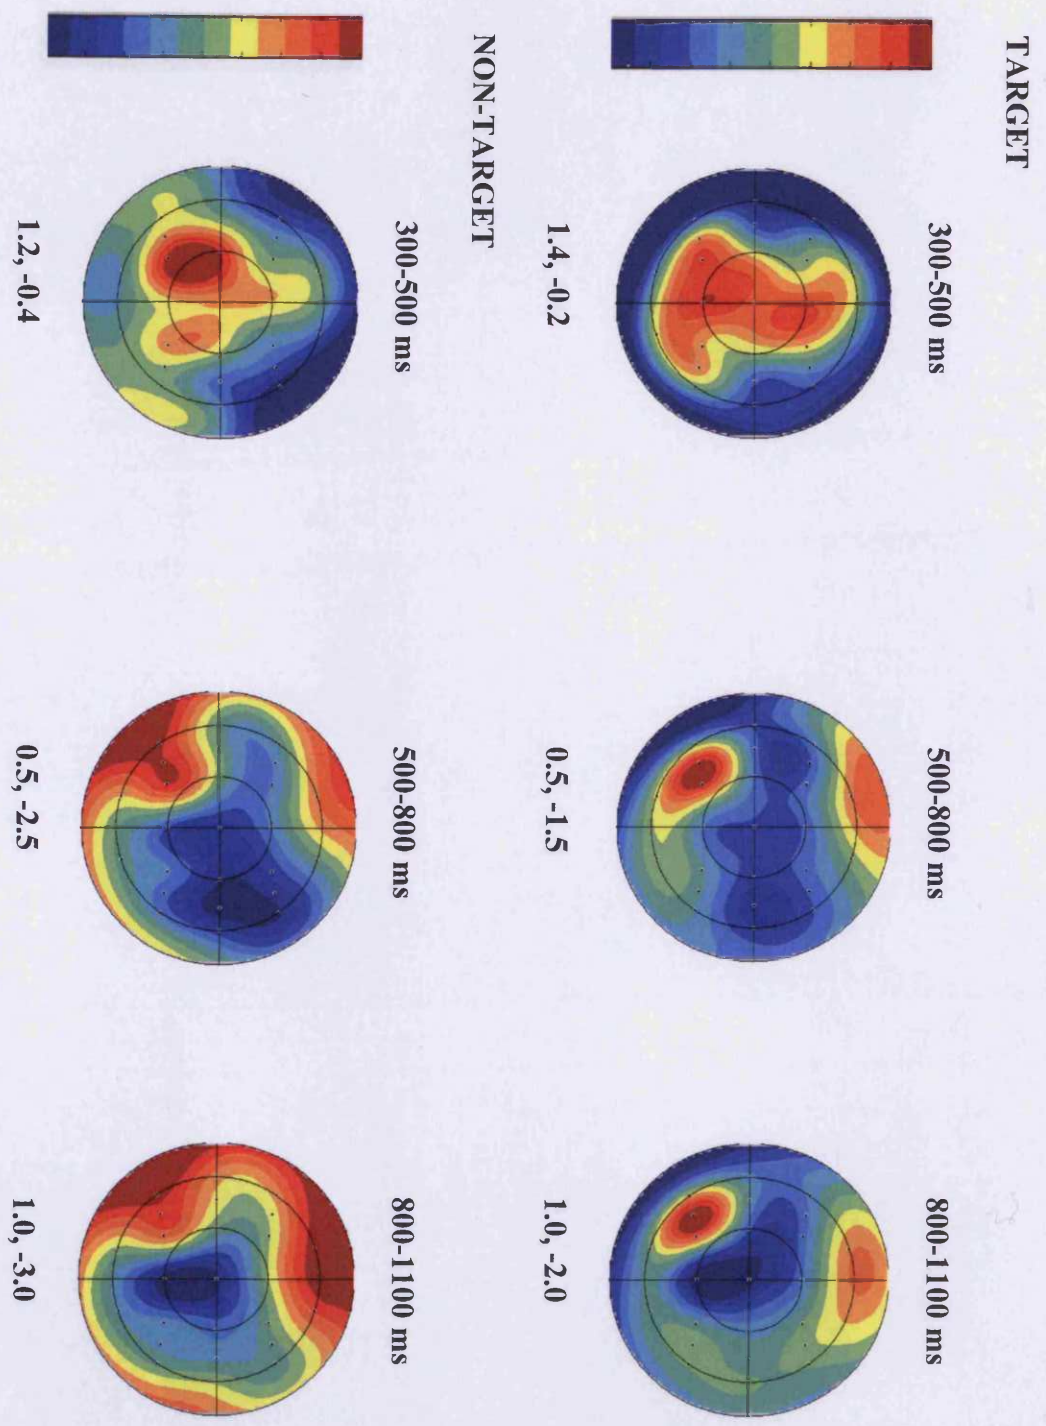 TARGET
300-500 ms
500-800 ms
800-1100 ms
1.4, -0.2
0.5, -1.5
1.0, -2.0
NON-TARGET
300-500 ms
500-800 ms
800-1100 ms
1.2, -0.4
0.5, -2.5
1.0, -3.0